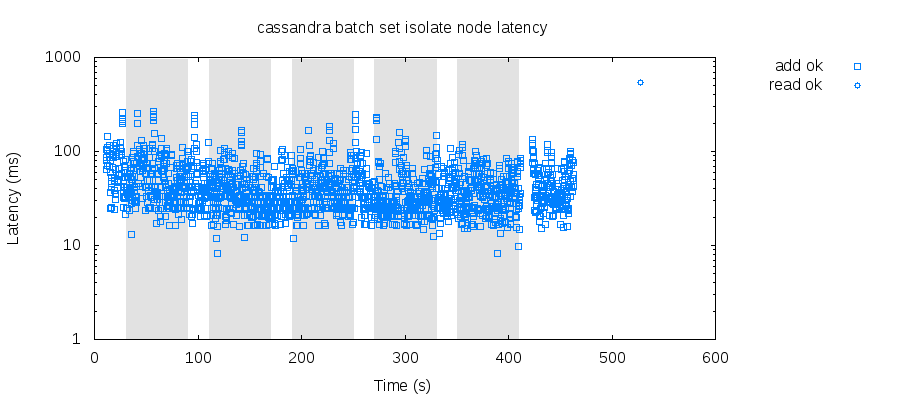 cassandra batch set isolate node latency
add ok
read ok
1000
100
10
1
Latency (ms)
0 100 200 300 400 500 600
Time (s)